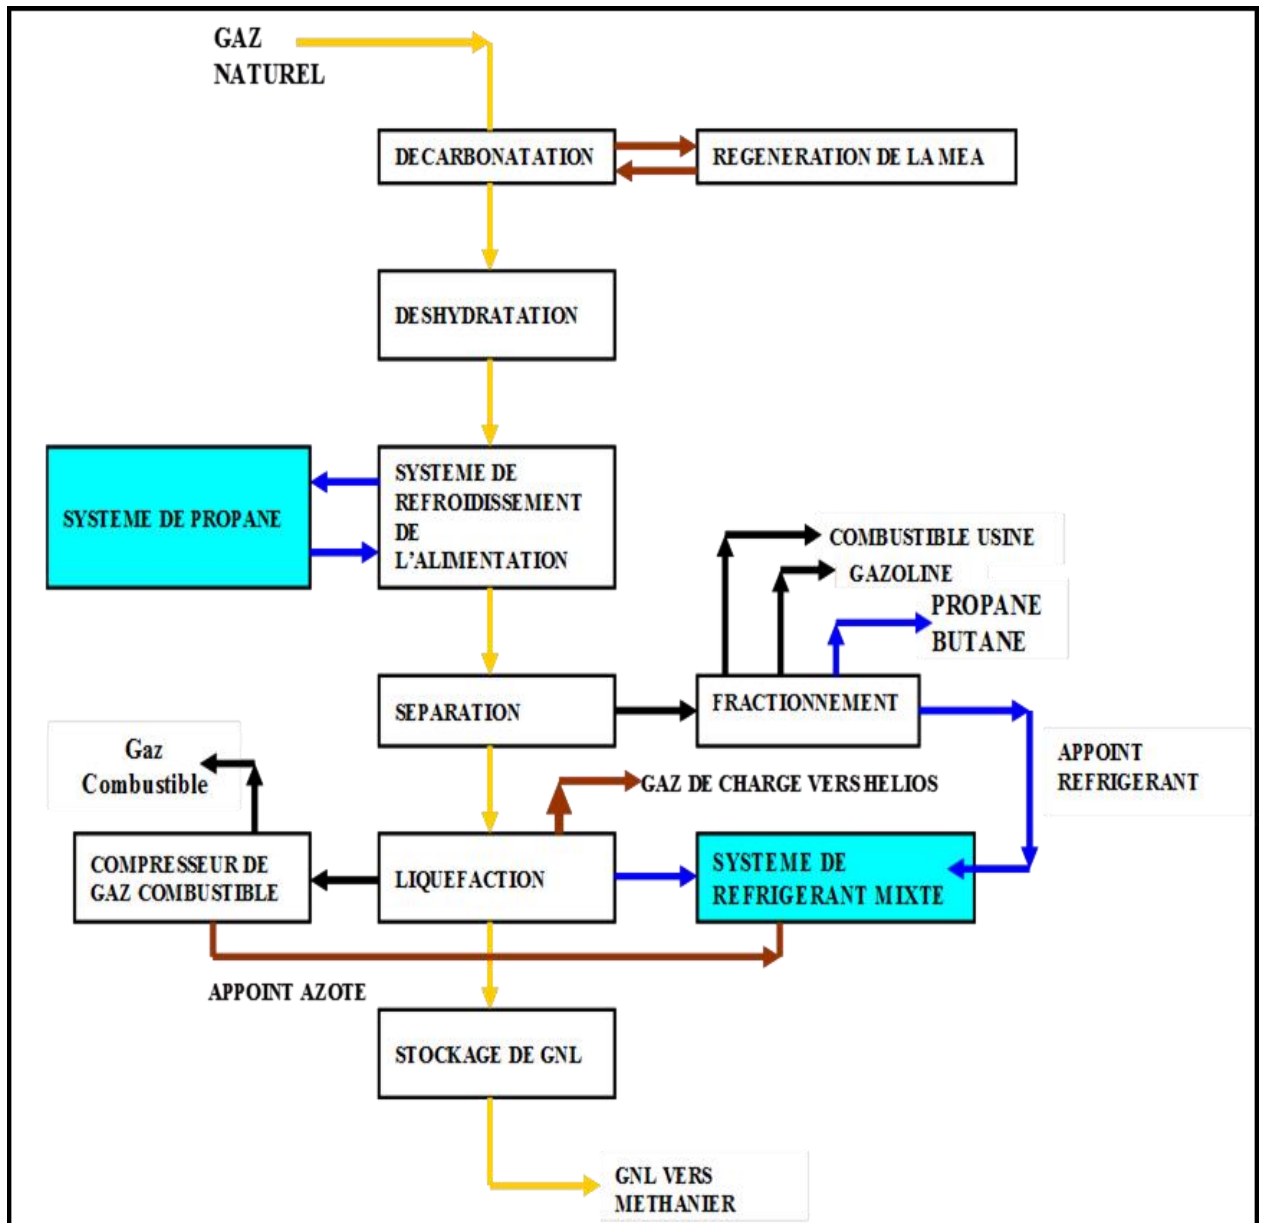 GAZ
NATUREL
DECARBONATATION
REGENERATION DE LA MEA
DESHYDRATATION
SYSTEME DE PROPANE
SYSTEME DE
REFROIDISSEMENT
DE
L'ALIMENTATION
COMBUSTIBLE USINE
GAZOLINE
PROPANE
BUTANE
SEPARATION
FRACTIONNEMENT
APPOINT
REFRIGERANT
Gaz
Combustible
GAZ DE CHARGE VERS HELIOS
COMPRESSEUR DE
GAZ COMBUSTIBLE
LIQUEFACTION
SYSTEME DE
REFRIGERANT MIXTE
APPOINT AZOTE
STOCKAGE DE GNL
GNL VERS
METHANIER